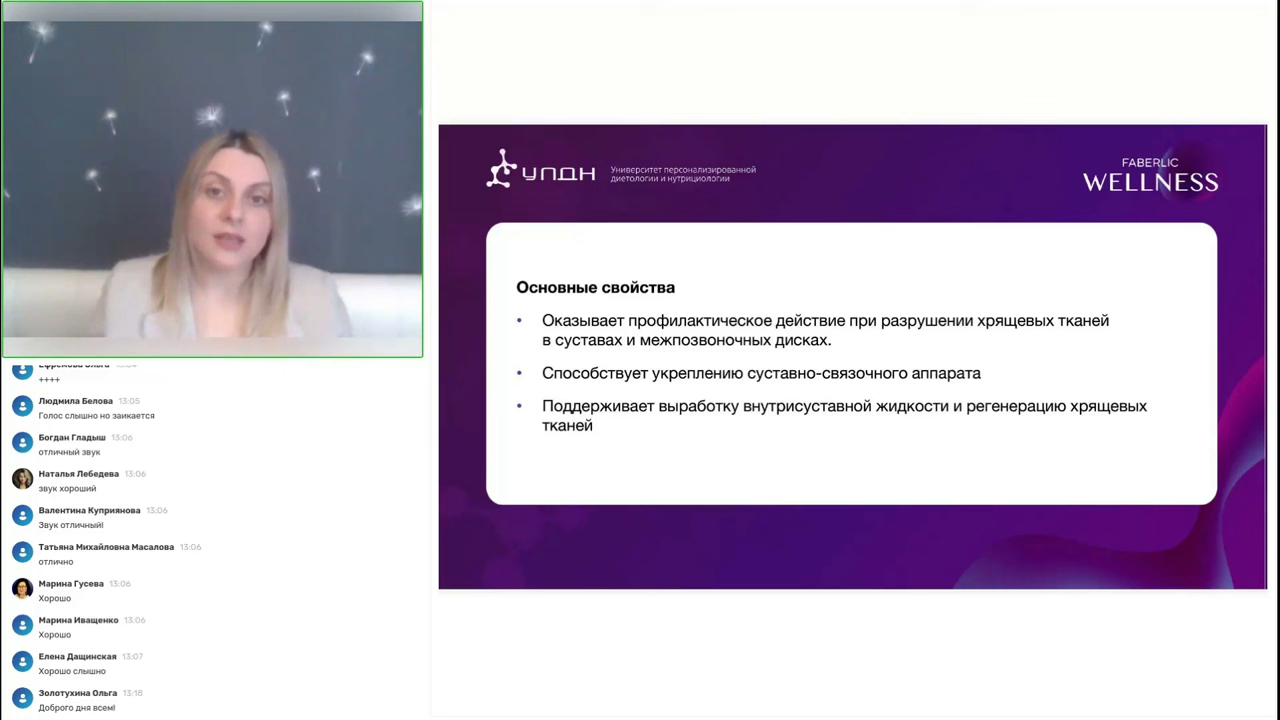 Ефремова Ольга 13:04
++++
Людмила Белова 13:05
Голос слышно но заикается
Богдан Гладыш 13:06
отличный звук
Наталья Лебедева 13:06
звук хороший
Валентина Куприянова 13:06
Звук отличный!
Татьяна Михайловна Масалова 13:06
отлично
Марина Гусева 13:06
Хорошо
Марина Иващенко 13:06
Хорошо
Елена Дащинская 13:07
Хорошо слышно
Золотухина Ольга 13:18
Доброго дня всем!
УПДН
Университет персонализированной
диетологии и нутрициологии
FABERLIC
WELLNESS
Основные свойства
• Оказывает профилактическое действие при разрушении хрящевых тканей
в суставах и межпозвоночных дисках.
• Способствует укреплению суставно-связочного аппарата
• Поддерживает выработку внутрисуставной жидкости и регенерацию хрящевых
тканей